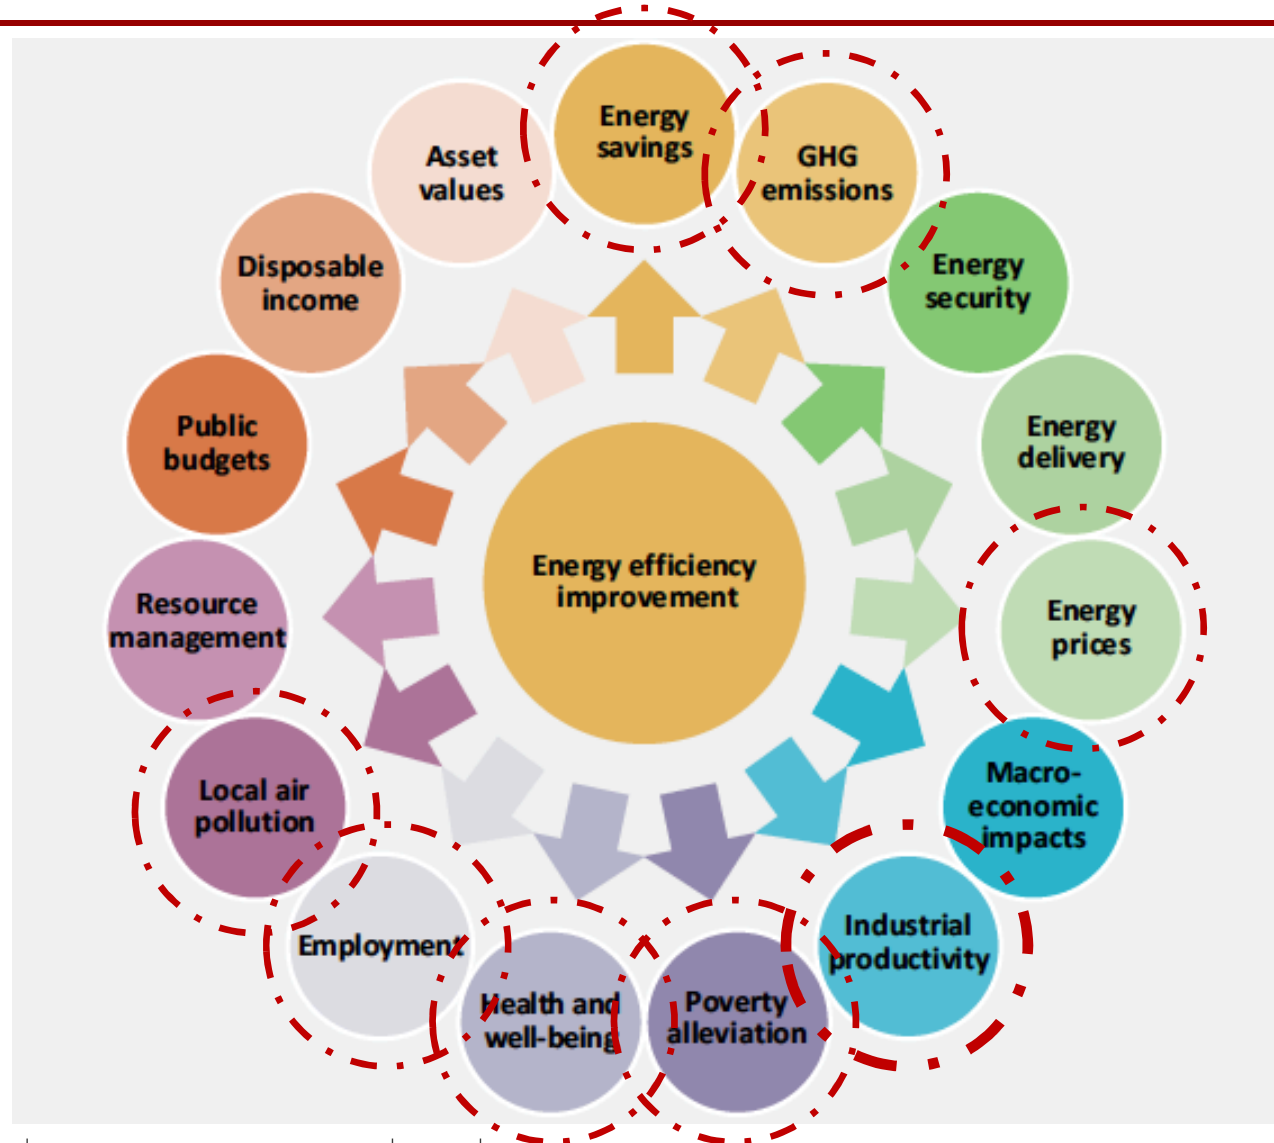 Energy
savings
GHG
emissions
Energy
security
Energy
delivery
Energy
prices
Macro-
economic
impacts
Industrial
productivity
Poverty
alleviation
Health and
well-being
Employment
Local air
pollution
Resource
management
Public
budgets
Disposable
income
Asset
values
Energy efficiency
improvement